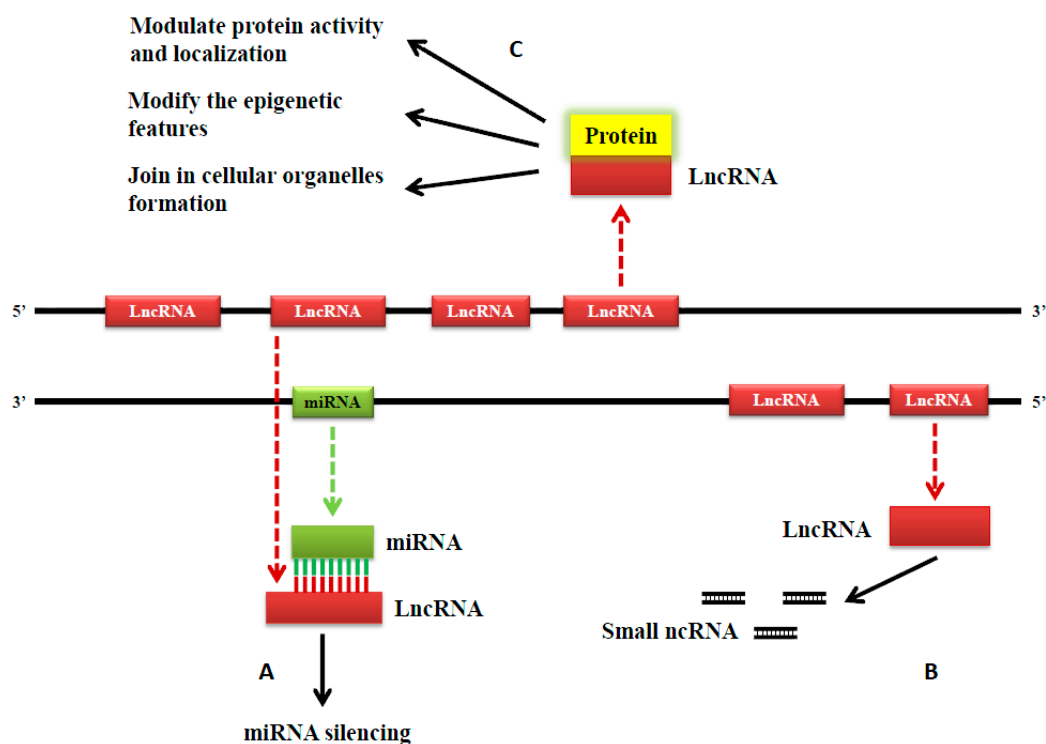 Modulate protein activity
and localization
C
Modify the epigenetic
features
Protein
Join in cellular organelles
formation
LncRNA
5’
LncRNA
LncRNA
LncRNA
LncRNA
3’
3’
miRNA
LncRNA
LncRNA
5’
miRNA
LncRNA
LncRNA
Small ncRNA
A
B
miRNA silencing